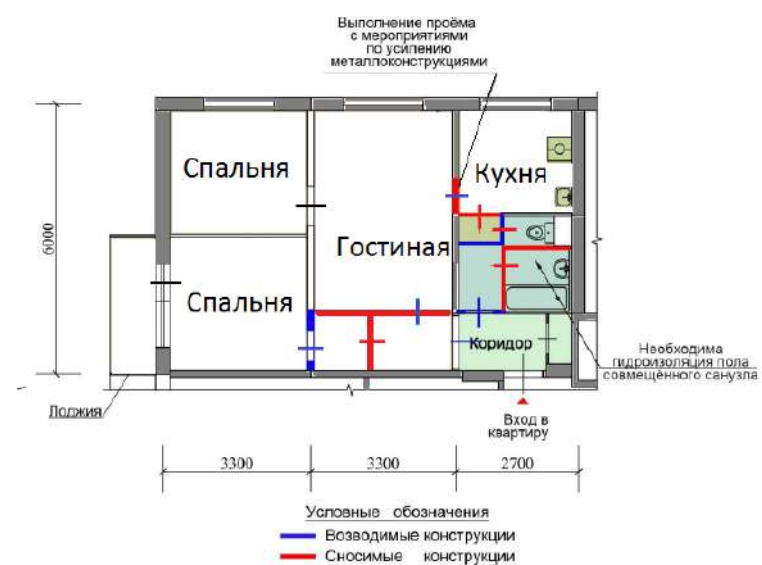 Выполнение проёма
с мероприятиями
по усилению
металлоконструкциями
Спальня
Кухня
6000
Гостиная
Спальня
Коридор
Необходима
гидроизоляция пола
совмещённого санузла
Лоджия
Вход в
квартиру
3300
3300
2700
Условные обозначения
Возводимые конструкции
Сносимые конструкции